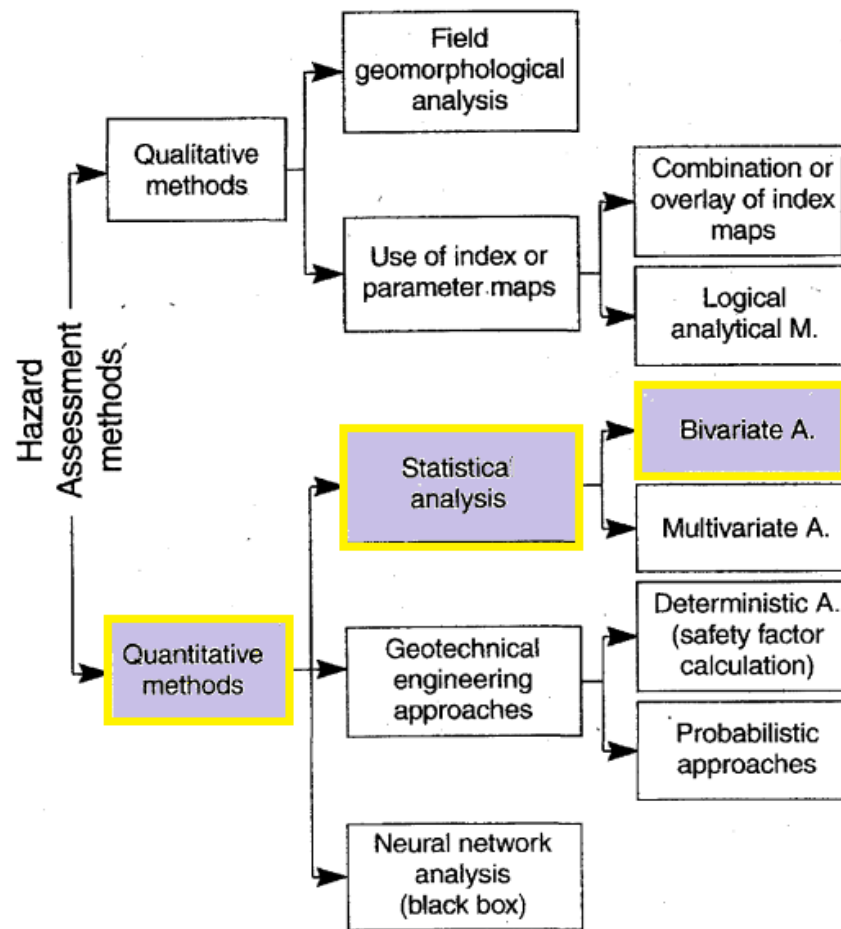 Field
geomorphological
analysis
Qualitative
methods
Combination or
overlay of index
maps
Use of index or
parameter maps
Logical
analytical M.
Hazard
Assessment
methods
Bivariate A.
Statistical
analysis
Multivariate A.
Deterministic A.
(safety factor
calculation)
Quantitative
methods
Geotechnical
engineering
approaches
Probabilistic
approaches
Neural network
analysis
(black box)